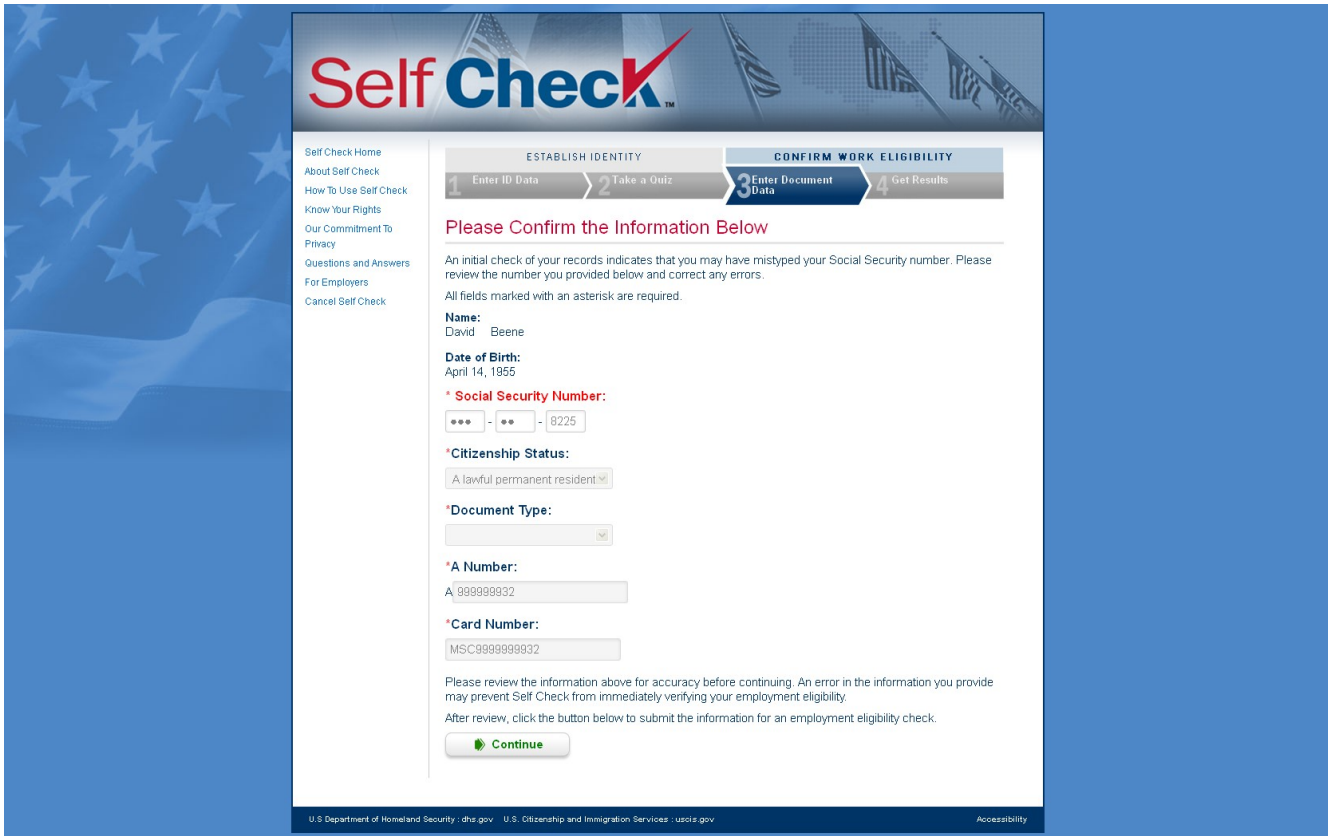 Self Check™
Self Check Home
About Self Check
How To Use Self Check
Know Your Rights
Our Commitment To
Privacy
Questions and Answers
For Employers
Cancel Self Check
ESTABLISH IDENTITY
CONFIRM WORK ELIGIBILITY
1 Enter ID Data
2 Take a Quiz
3 Enter Document
Data
4 Get Results
Please Confirm the Information Below
An initial check of your records indicates that you may have mistyped your Social Security number. Please
review the number you provided below and correct any errors.
All fields marked with an asterisk are required.
Name:
David Beene
Date of Birth:
April 14, 1955
* Social Security Number:
••• - •• - 8225
*Citizenship Status:
A lawful permanent resident
*Document Type:
*A Number:
A 999999932
*Card Number:
MSC9999999932
Please review the information above for accuracy before continuing. An error in the information you provide
may prevent Self Check from immediately verifying your employment eligibility.
After review, click the button below to submit the information for an employment eligibility check.
Continue
U.S Department of Homeland Security : dhs.gov U.S. Citizenship and Immigration Services : uscis.gov Accessibility